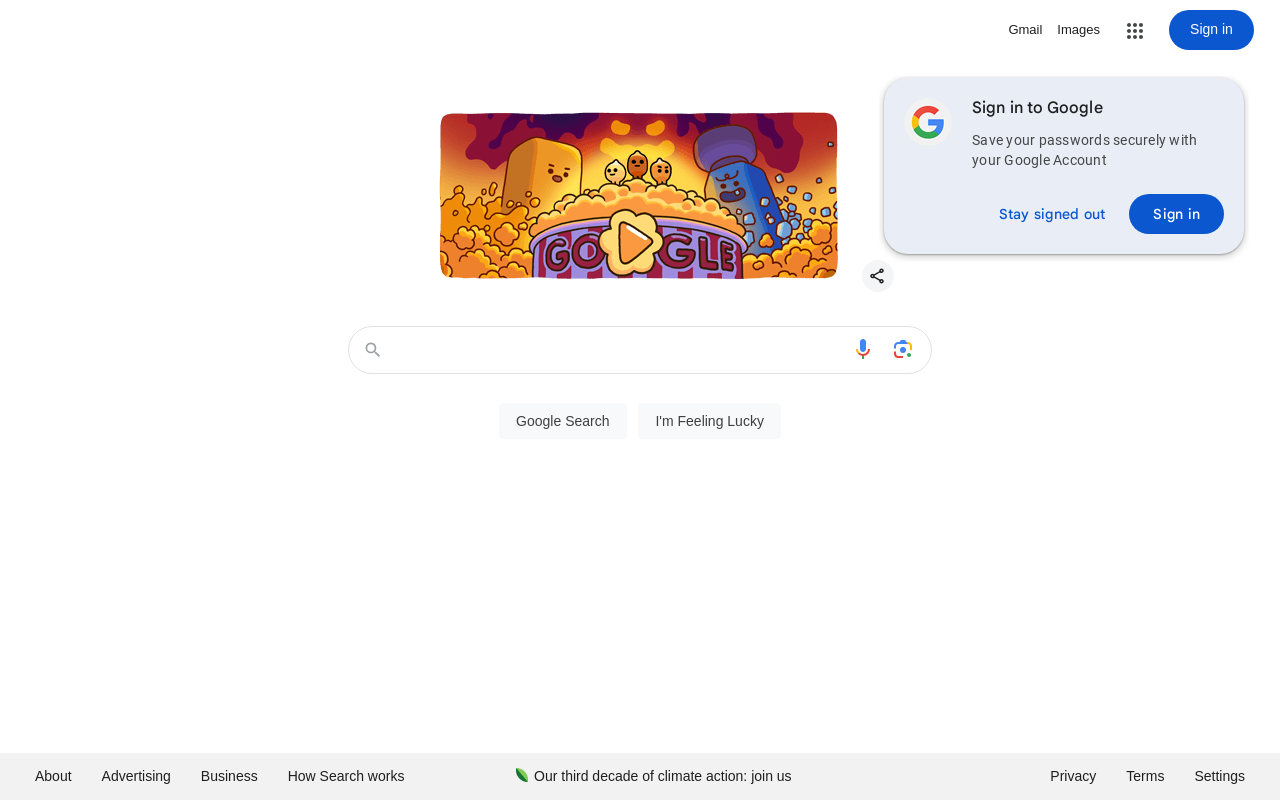 Gmail Images Sign in
Sign in to Google
Save your passwords securely with
your Google Account
Stay signed out Sign in
GOOGLE
Google Search I'm Feeling Lucky
About Advertising Business How Search works Our third decade of climate action: join us Privacy Terms Settings